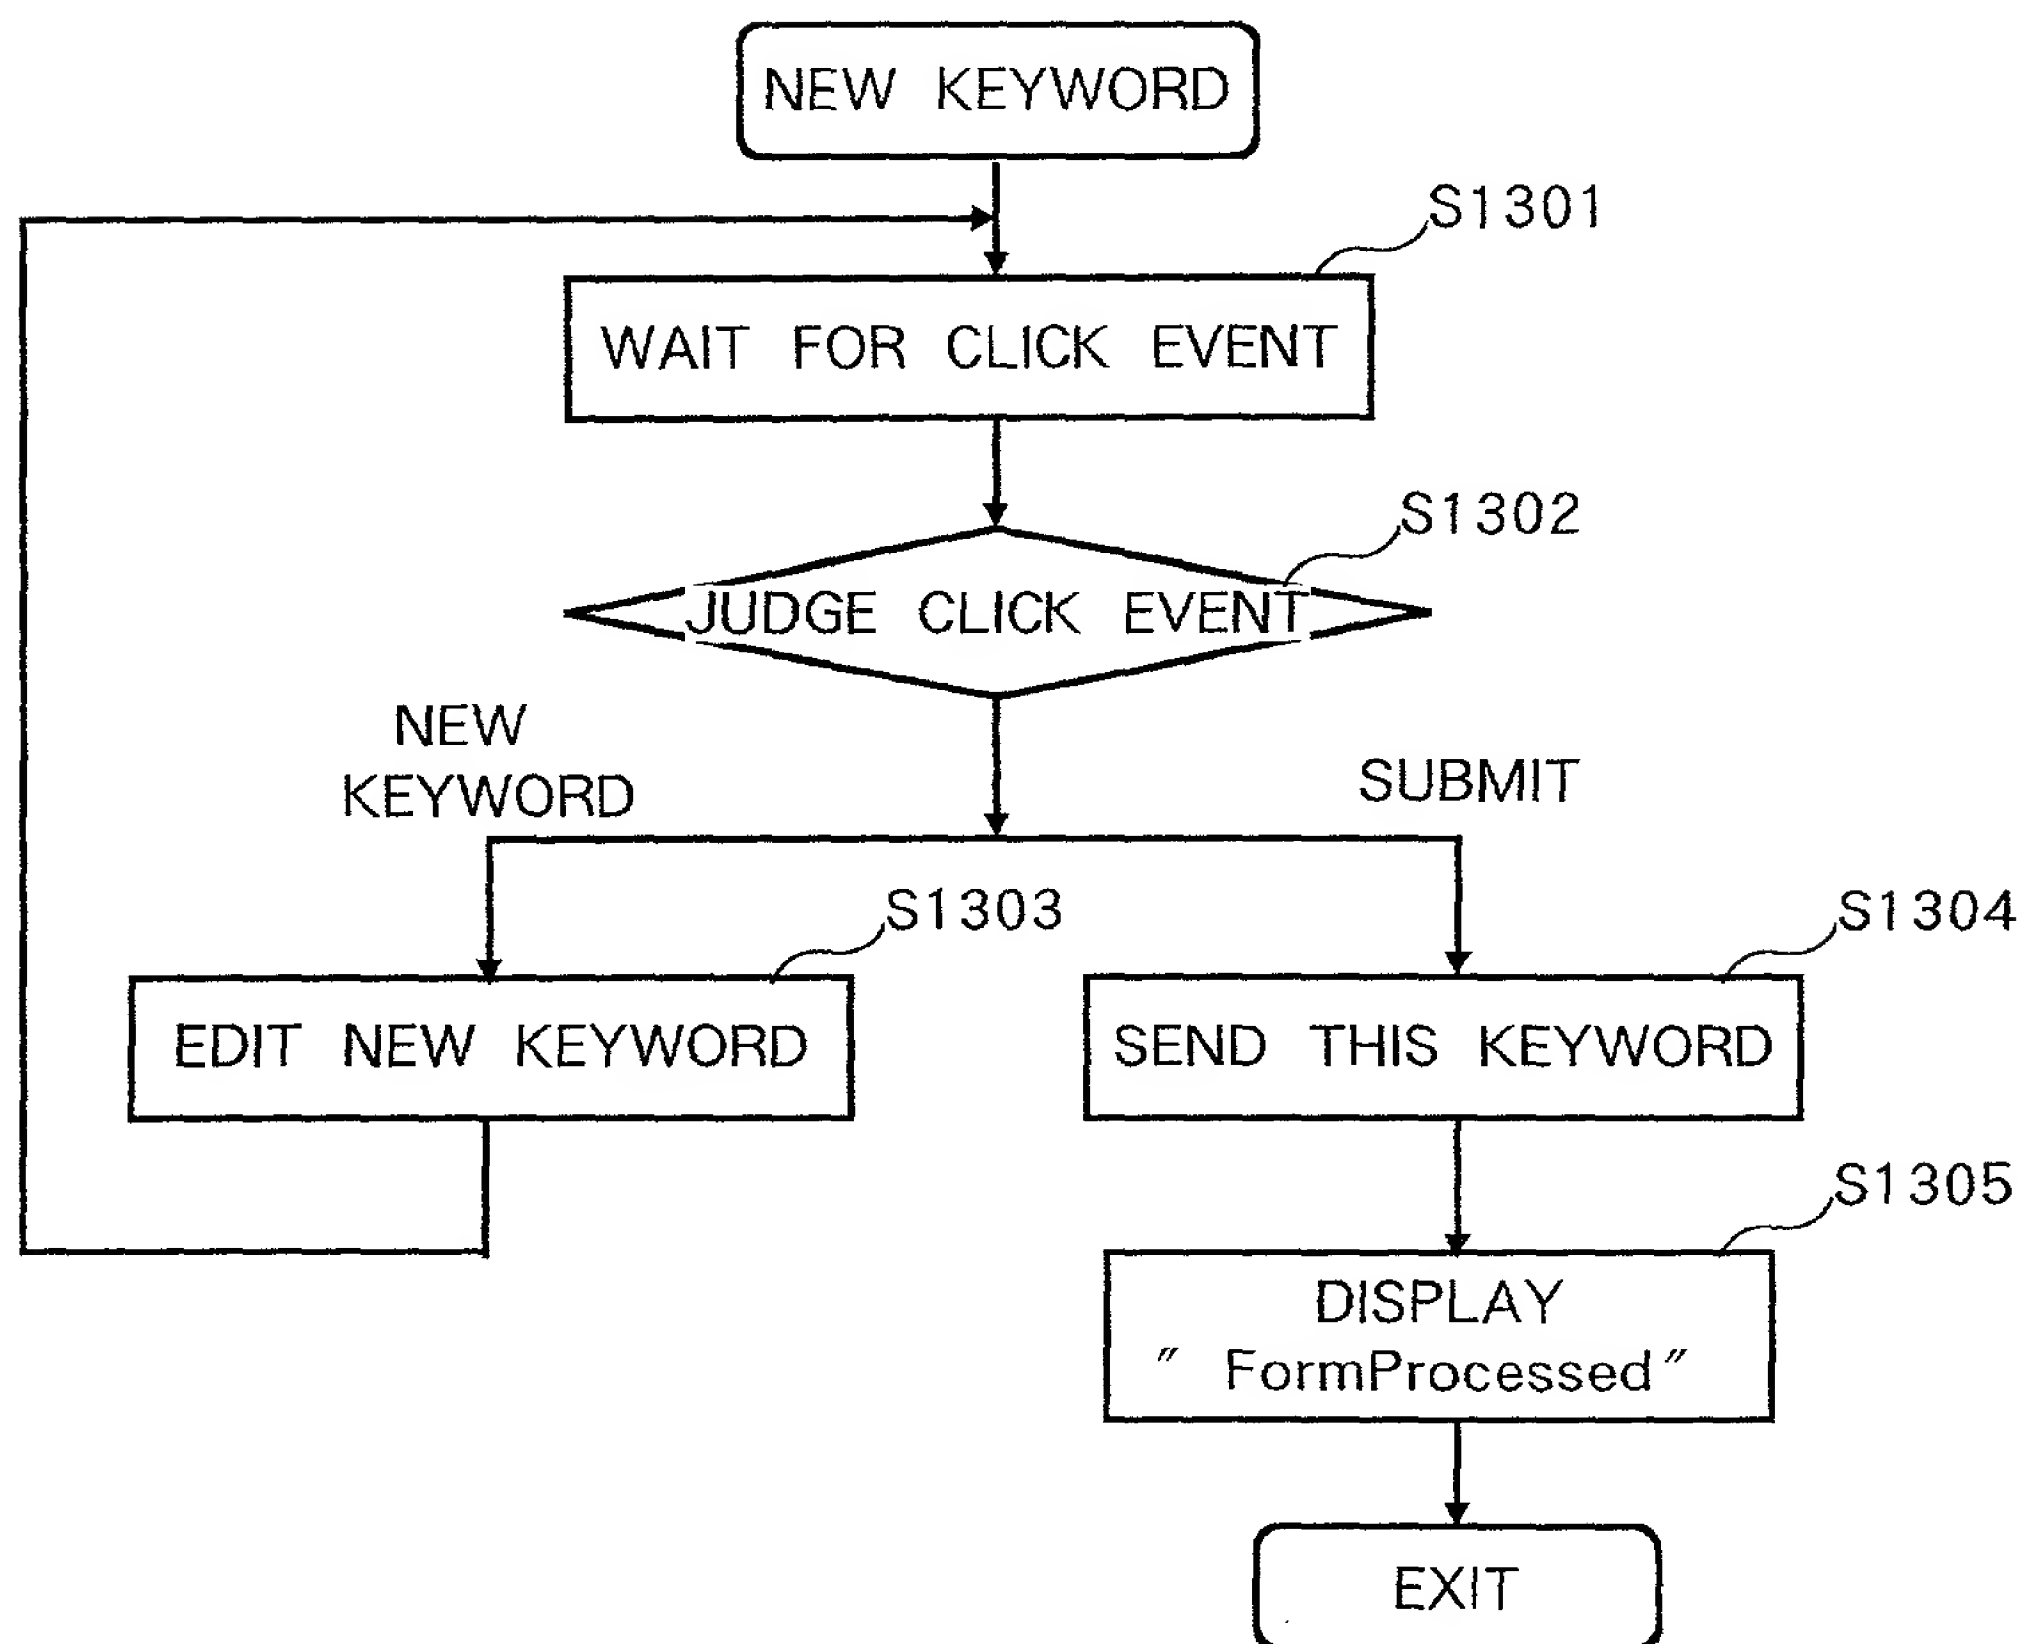 NEW KEYWORD
S1301
WAIT FOR CLICK EVENT
S1302
JUDGE CLICK EVENT
NEW
KEYWORD
SUBMIT
S1303
S1304
EDIT NEW KEYWORD
SEND THIS KEYWORD
S1305
DISPLAY
" FormProcessed"
EXIT